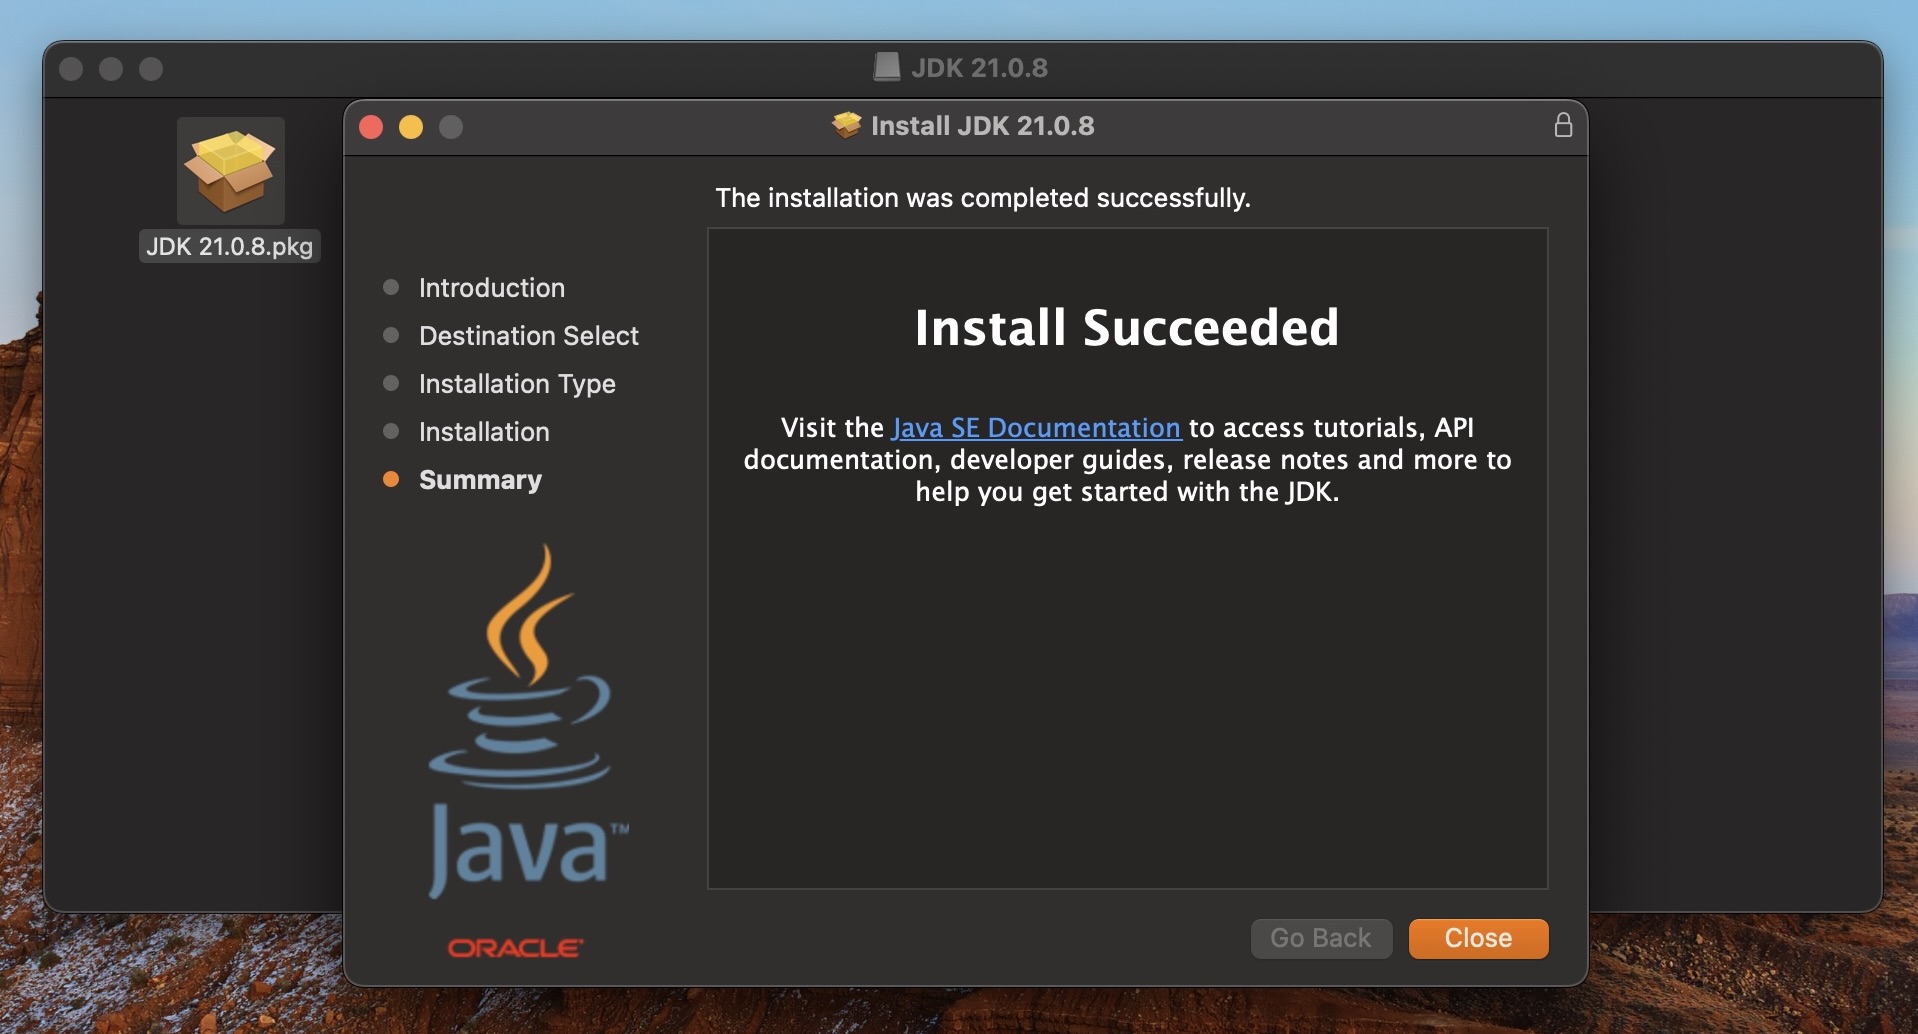 JDK 21.0.8
JDK 21.0.8.pkg
Install JDK 21.0.8
The installation was completed successfully.
Introduction
Destination Select
Installation Type
Installation
Summary
Install Succeeded
Visit the Java SE Documentation to access tutorials, API
documentation, developer guides, release notes and more to
help you get started with the JDK.
Java™
ORACLE®
Go Back
Close